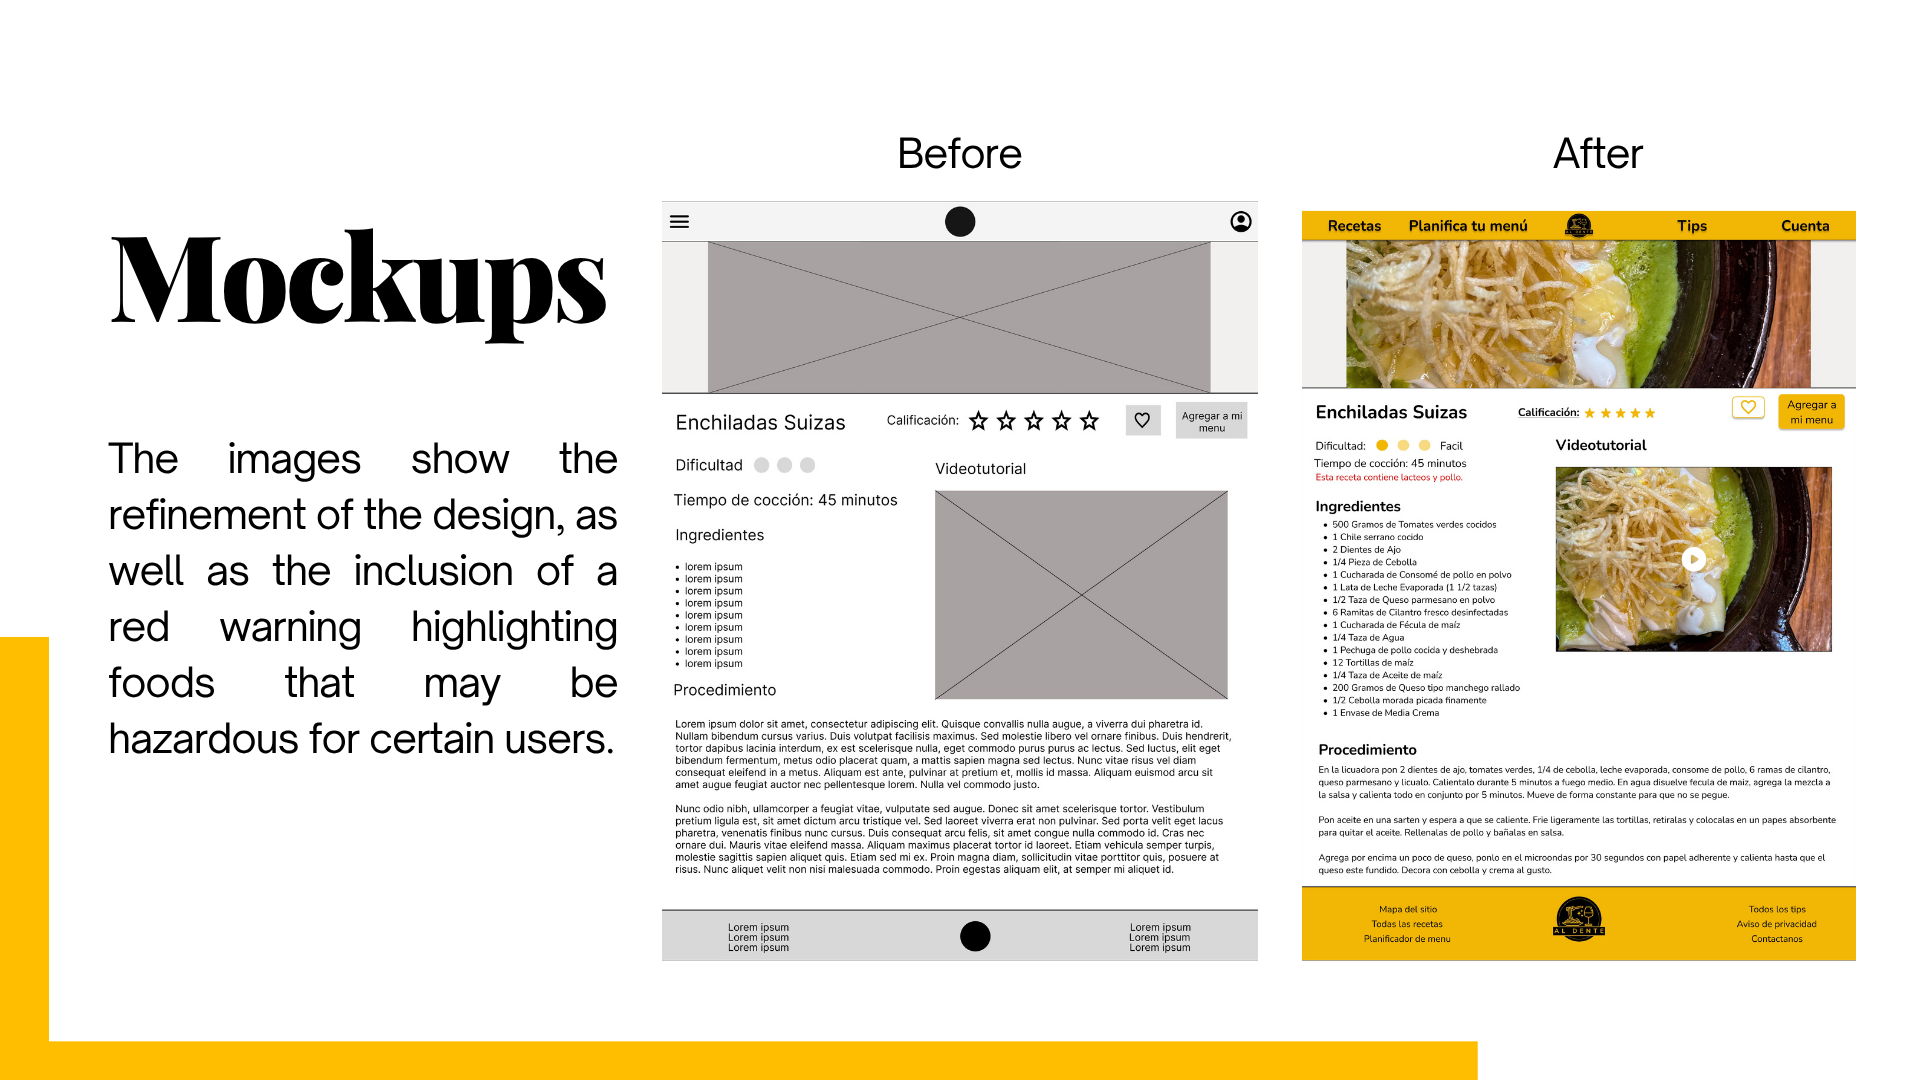 Mockups
The images show the
refinement of the design, as
well as the inclusion of a
red warning highlighting
foods that may be
hazardous for certain users.
Before
Enchiladas Suizas
Calificación:
Agregar a mi
menu
Dificultad
Tiempo de cocción: 45 minutos
Ingredientes
• lorem ipsum
• lorem ipsum
• lorem ipsum
• lorem ipsum
• lorem ipsum
• lorem ipsum
• lorem ipsum
• lorem ipsum
• lorem ipsum
Videotutorial
Procedimiento
Lorem ipsum dolor sit amet, consectetur adipiscing elit. Quisque convallis nulla augue, a viverra dui pharetra id.
Nullam bibendum cursus varius. Duis volutpat facilisis maximus. Sed molestie libero vel ornare finibus. Duis hendrerit,
tortor dapibus lacinia interdum, ex est scelerisque nulla, eget commodo purus purus ac lectus. Sed luctus, elit eget
bibendum fermentum, metus odio placerat quam, a mattis sapien magna sed lectus. Nunc vitae risus vel diam
consequat eleifend in a metus. Aliquam est ante, pulvinar at pretium et, mollis id massa. Aliquam euismod arcu sit
amet augue feugiat auctor nec pellentesque lorem. Nulla vel commodo justo.
Nunc odio nibh, ullamcorper a feugiat vitae, vulputate sed augue. Donec sit amet scelerisque tortor. Vestibulum
pretium ligula est, sit amet dictum arcu tristique vel. Sed laoreet viverra erat non pulvinar. Sed porta velit eget lacus
pharetra, venenatis finibus nunc cursus. Duis consequat arcu felis, sit amet congue nulla commodo id. Cras nec
ornare dui. Mauris vitae eleifend massa. Aliquam maximus placerat tortor id laoreet. Etiam vehicula semper turpis,
molestie sagittis sapien aliquet quis. Etiam sed mi ex. Proin magna diam, sollicitudin vitae porttitor quis, posuere at
risus. Nunc aliquet velit non nisi malesuada commodo. Proin egestas aliquam elit, at semper mi aliquet id.
Lorem ipsum
Lorem ipsum
Lorem ipsum
Lorem ipsum
Lorem ipsum
Lorem ipsum
After
Recetas
Planifica tu menú
AL DENTE
Tips
Cuenta
Enchiladas Suizas
Calificación:
Agregar a
mi menu
Dificultad:
Facil
Tiempo de cocción: 45 minutos
Esta receta contiene lacteos y pollo.
Videotutorial
Ingredientes
• 500 Gramos de Tomates verdes cocidos
• 1 Chile serrano cocido
• 2 Dientes de Ajo
• 1/4 Pieza de Cebolla
• 1 Cucharada de Consomé de pollo en polvo
• 1 Lata de Leche Evaporada (1 1/2 tazas)
• 1/2 Taza de Queso parmesano en polvo
• 6 Ramitas de Cilantro fresco desinfectadas
• 1 Cucharada de Fécula de maíz
• 1/4 Taza de Agua
• 1 Pechuga de pollo cocida y deshebrada
• 12 Tortillas de maíz
• 1/4 Taza de Aceite de maíz
• 200 Gramos de Queso tipo manchego rallado
• 1/2 Cebolla morada picada finamente
• 1 Envase de Media Crema
Procedimiento
En la licuadora pon 2 dientes de ajo, tomates verdes, 1/4 de cebolla, leche evaporada, consome de pollo, 6 ramas de cilantro,
queso parmesano y licualo. Calientalo durante 5 minutos a fuego medio. En agua disuelve fecula de maiz, agrega la mezcla a
la salsa y calienta todo en conjunto por 5 minutos. Mueve de forma constante para que no se pegue.
Pon aceite en una sarten y espera a que se caliente. Frie ligeramente las tortillas, retiralas y colocalas en un papes absorbente
para quitar el aceite. Rellenalas de pollo y bañalas en salsa.
Agrega por encima un poco de queso, ponlo en el microondas por 30 segundos con papel adherente y calienta hasta que el
queso este fundido. Decora con cebolla y crema al gusto.
Mapa del sitio
Todas las recetas
Planificador de menu
AL DENTE
Todos los tips
Aviso de privacidad
Contactanos